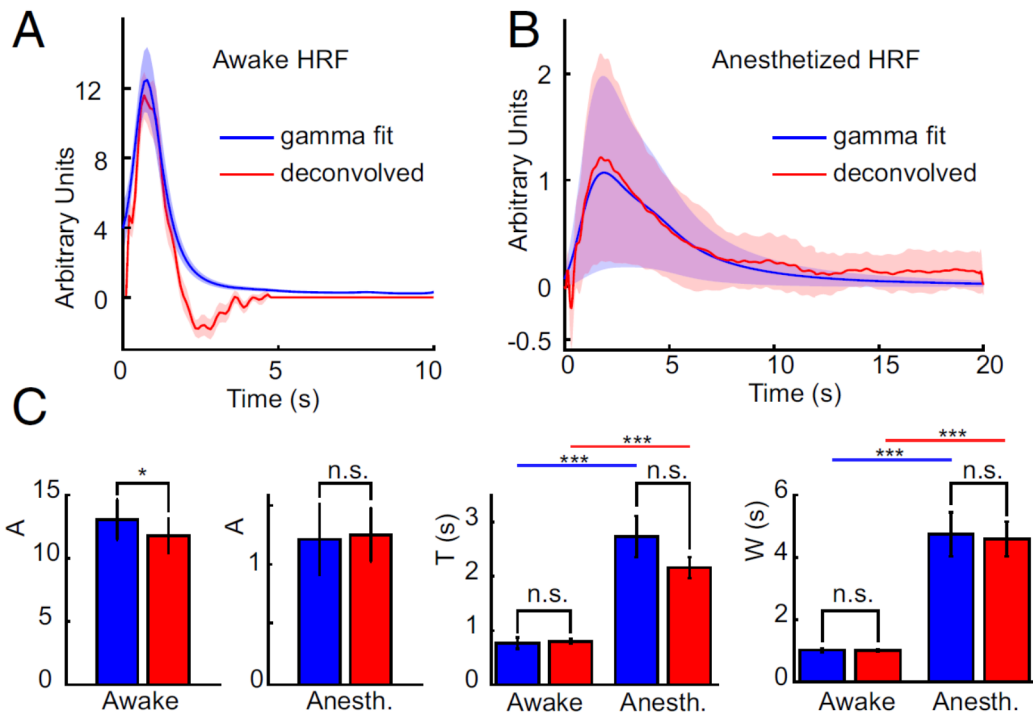 A
Awake HRF
gamma fit
deconvolved
Arbitrary Units
12
8
4
0
0
5
10
Time (s)
B
Anesthetized HRF
gamma fit
deconvolved
Arbitrary Units
2
1
0
-0.5
0
5
10
15
20
Time (s)
C
A
15
10
5
0
*
Awake
A
1
0
n.s.
Anesth.
T (s)
3
2
1
0
n.s.
n.s.
***
***
Awake
Anesth.
W (s)
6
4
2
0
n.s.
n.s.
***
***
Awake
Anesth.